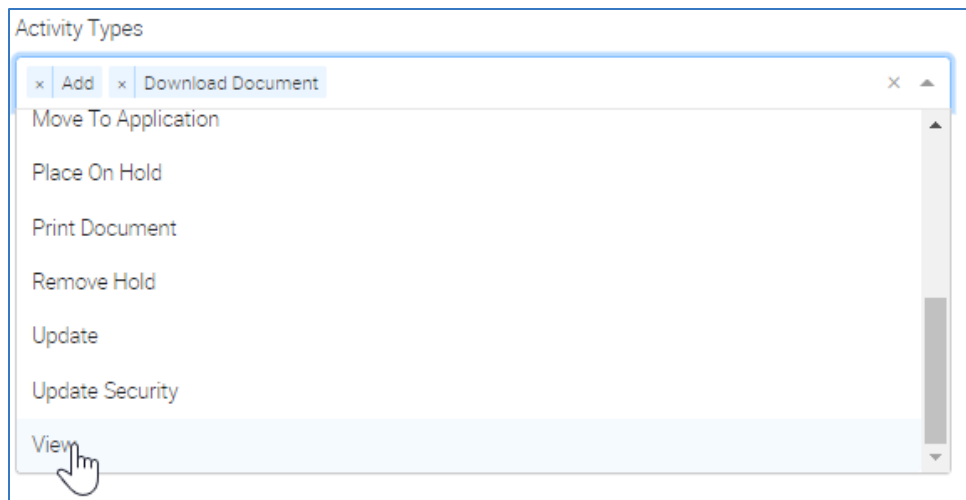 Activity Types
× Add × Download Document
Move To Application
Place On Hold
Print Document
Remove Hold
Update
Update Security
View